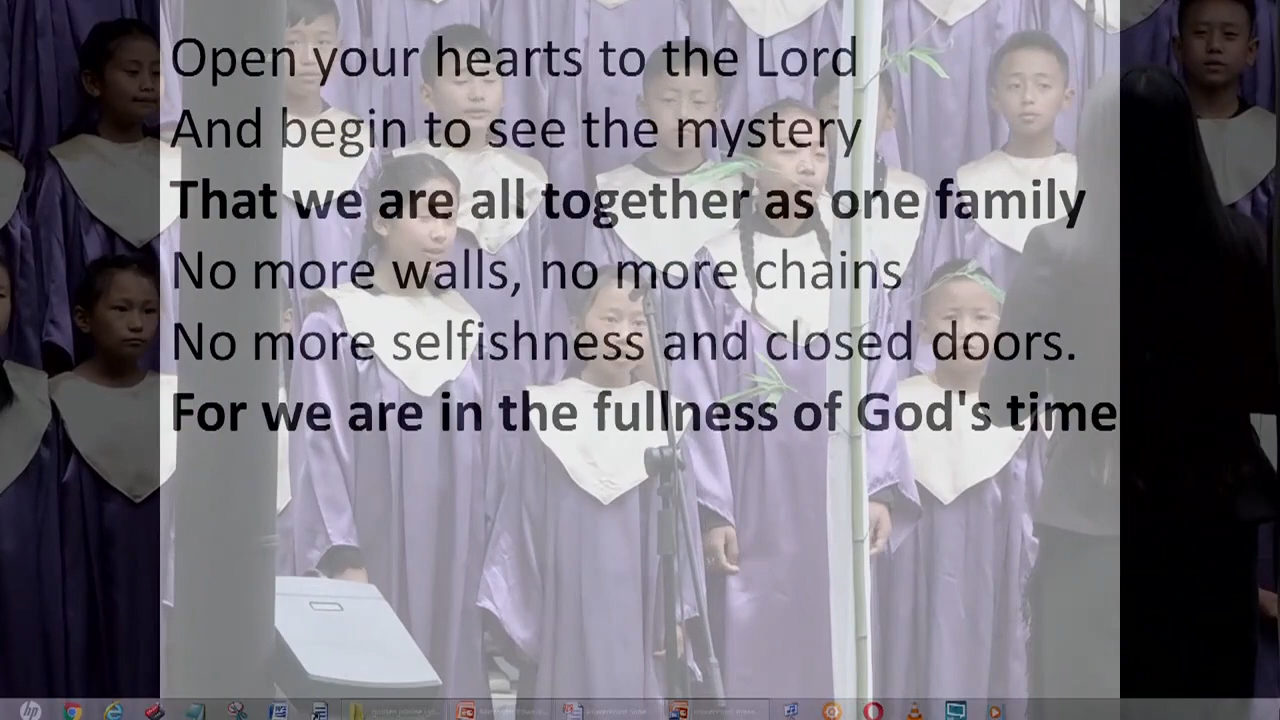 Open your hearts to the Lord
And begin to see the mystery
That we are all together as one family
No more walls, no more chains
No more selfishness and closed doors.
For we are in the fullness of God's time
hp